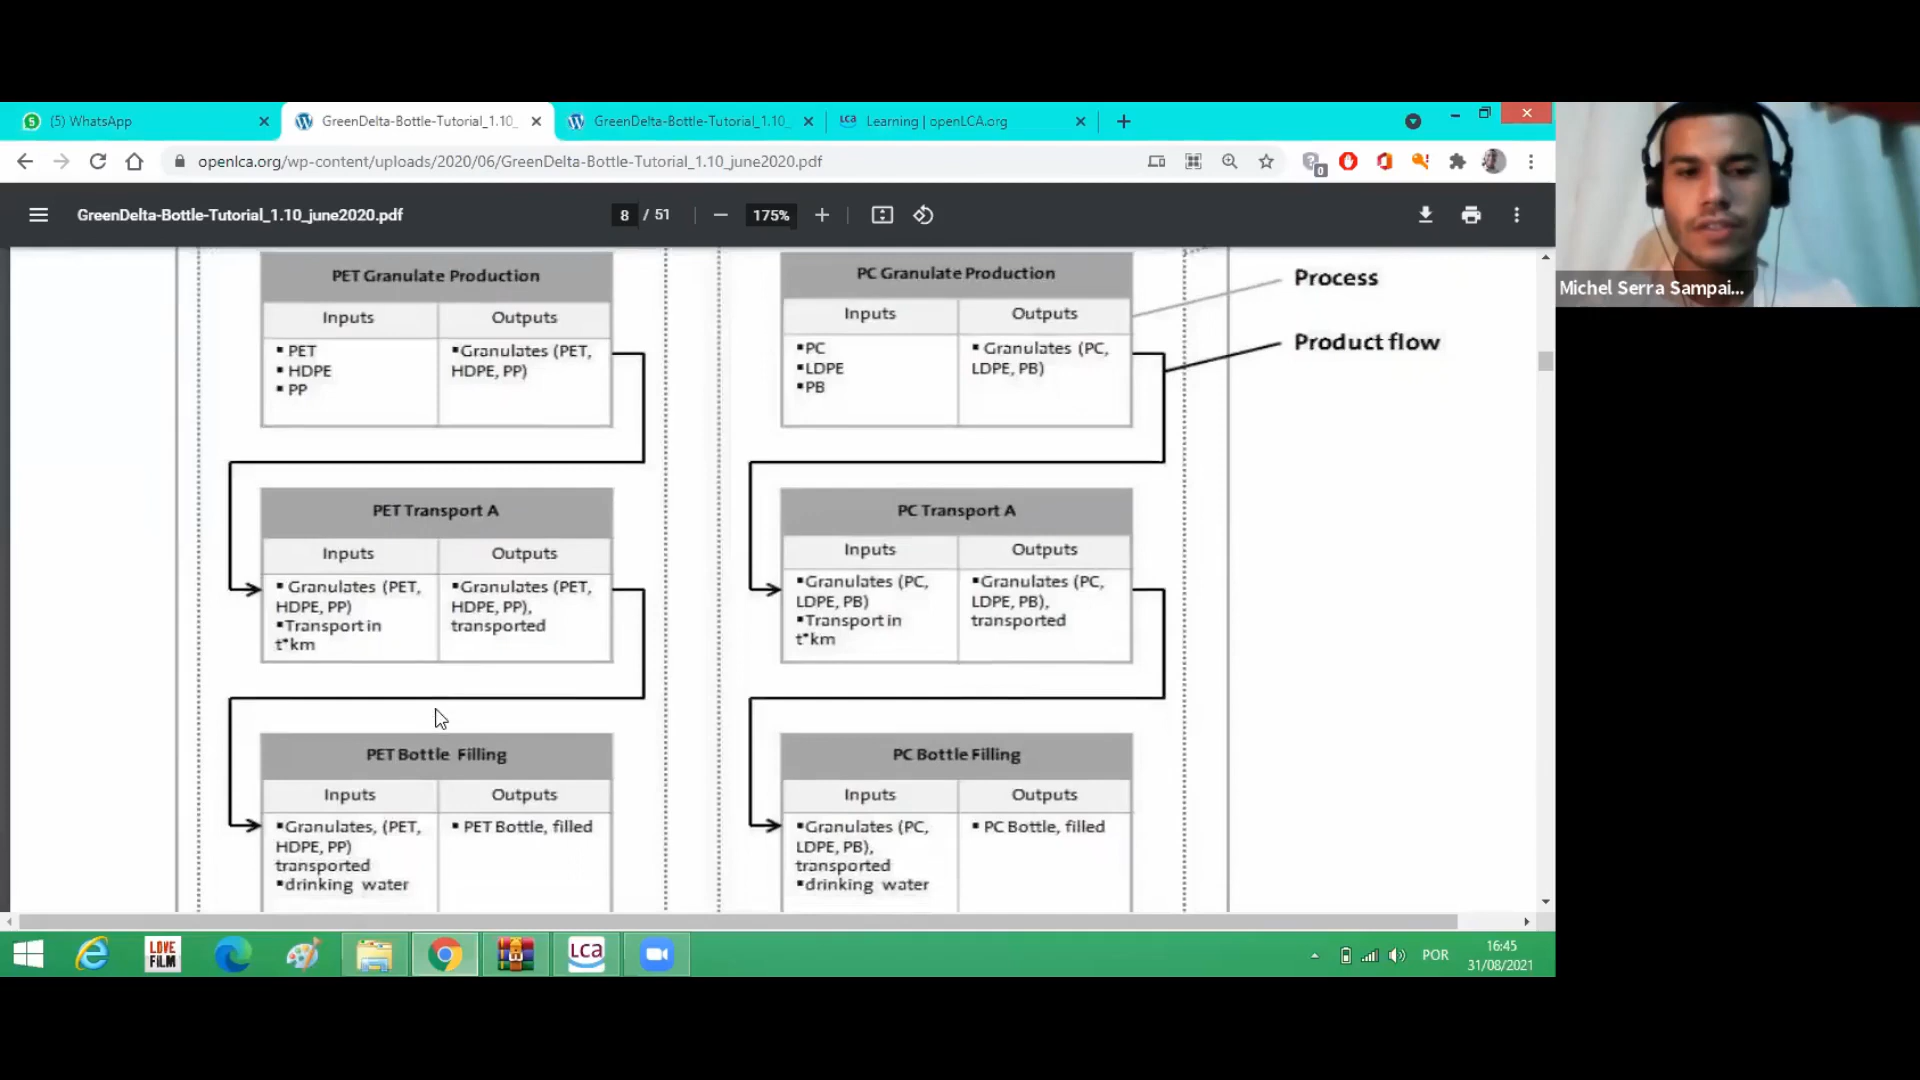 (5) WhatsApp
GreenDelta-Bottle-Tutorial_1.10_
GreenDelta-Bottle-Tutorial_1.10_
LCA
Learning | openLCA.org
openlca.org/wp-content/uploads/2020/06/GreenDelta-Bottle-Tutorial_1.10_june2020.pdf
0
GreenDelta-Bottle-Tutorial_1.10_june2020.pdf
8 / 51
175%
Michel Serra Sampai...
PET Granulate Production
Inputs
Outputs
▪ PET
▪ HDPE
▪ PP
▪Granulates (PET,
HDPE, PP)
PC Granulate Production
Inputs
Outputs
▪PC
▪LDPE
▪PB
▪ Granulates (PC,
LDPE, PB)
Process
Product flow
PET Transport A
Inputs
Outputs
▪ Granulates (PET,
HDPE, PP)
▪Transport in
t*km
▪Granulates (PET,
HDPE, PP),
transported
PC Transport A
Inputs
Outputs
▪Granulates (PC,
LDPE, PB)
▪Transport in
t*km
▪Granulates (PC,
LDPE, PB),
transported
PET Bottle Filling
Inputs
Outputs
▪Granulates, (PET,
HDPE, PP)
transported
▪drinking water
▪ PET Bottle, filled
PC Bottle Filling
Inputs
Outputs
▪Granulates (PC,
LDPE, PB),
transported
▪drinking water
▪ PC Bottle, filled
LOVE
FILM
LCA
POR
16:45
31/08/2021